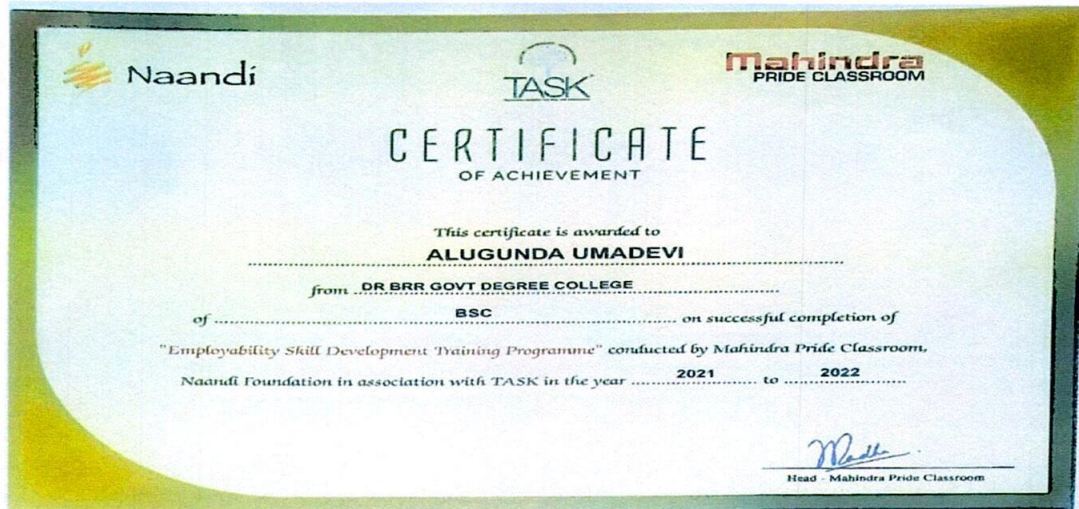 Naandi
TASK
Mahindra
PRIDE CLASSROOM
CERTIFICATE
OF ACHIEVEMENT
This certificate is awarded to
ALUGUNDA UMADEVI
from DR BRR GOVT DEGREE COLLEGE
of BSC on successful completion of
"Employability Skill Development Training Programme" conducted by Mahindra Pride Classroom,
Naandi Foundation in association with TASK in the year 2021 to 2022
Madhu
Head - Mahindra Pride Classroom